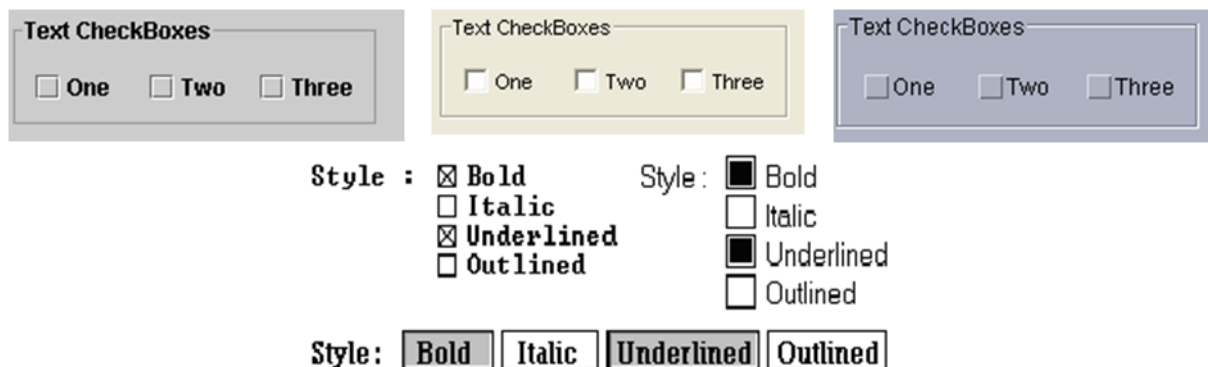 Text CheckBoxes
One Two Three
Text CheckBoxes
One Two Three
Text CheckBoxes
One Two Three
Style :
Bold
Italic
Underlined
Outlined
Style :
Bold
Italic
Underlined
Outlined
Style: Bold Italic Underlined Outlined